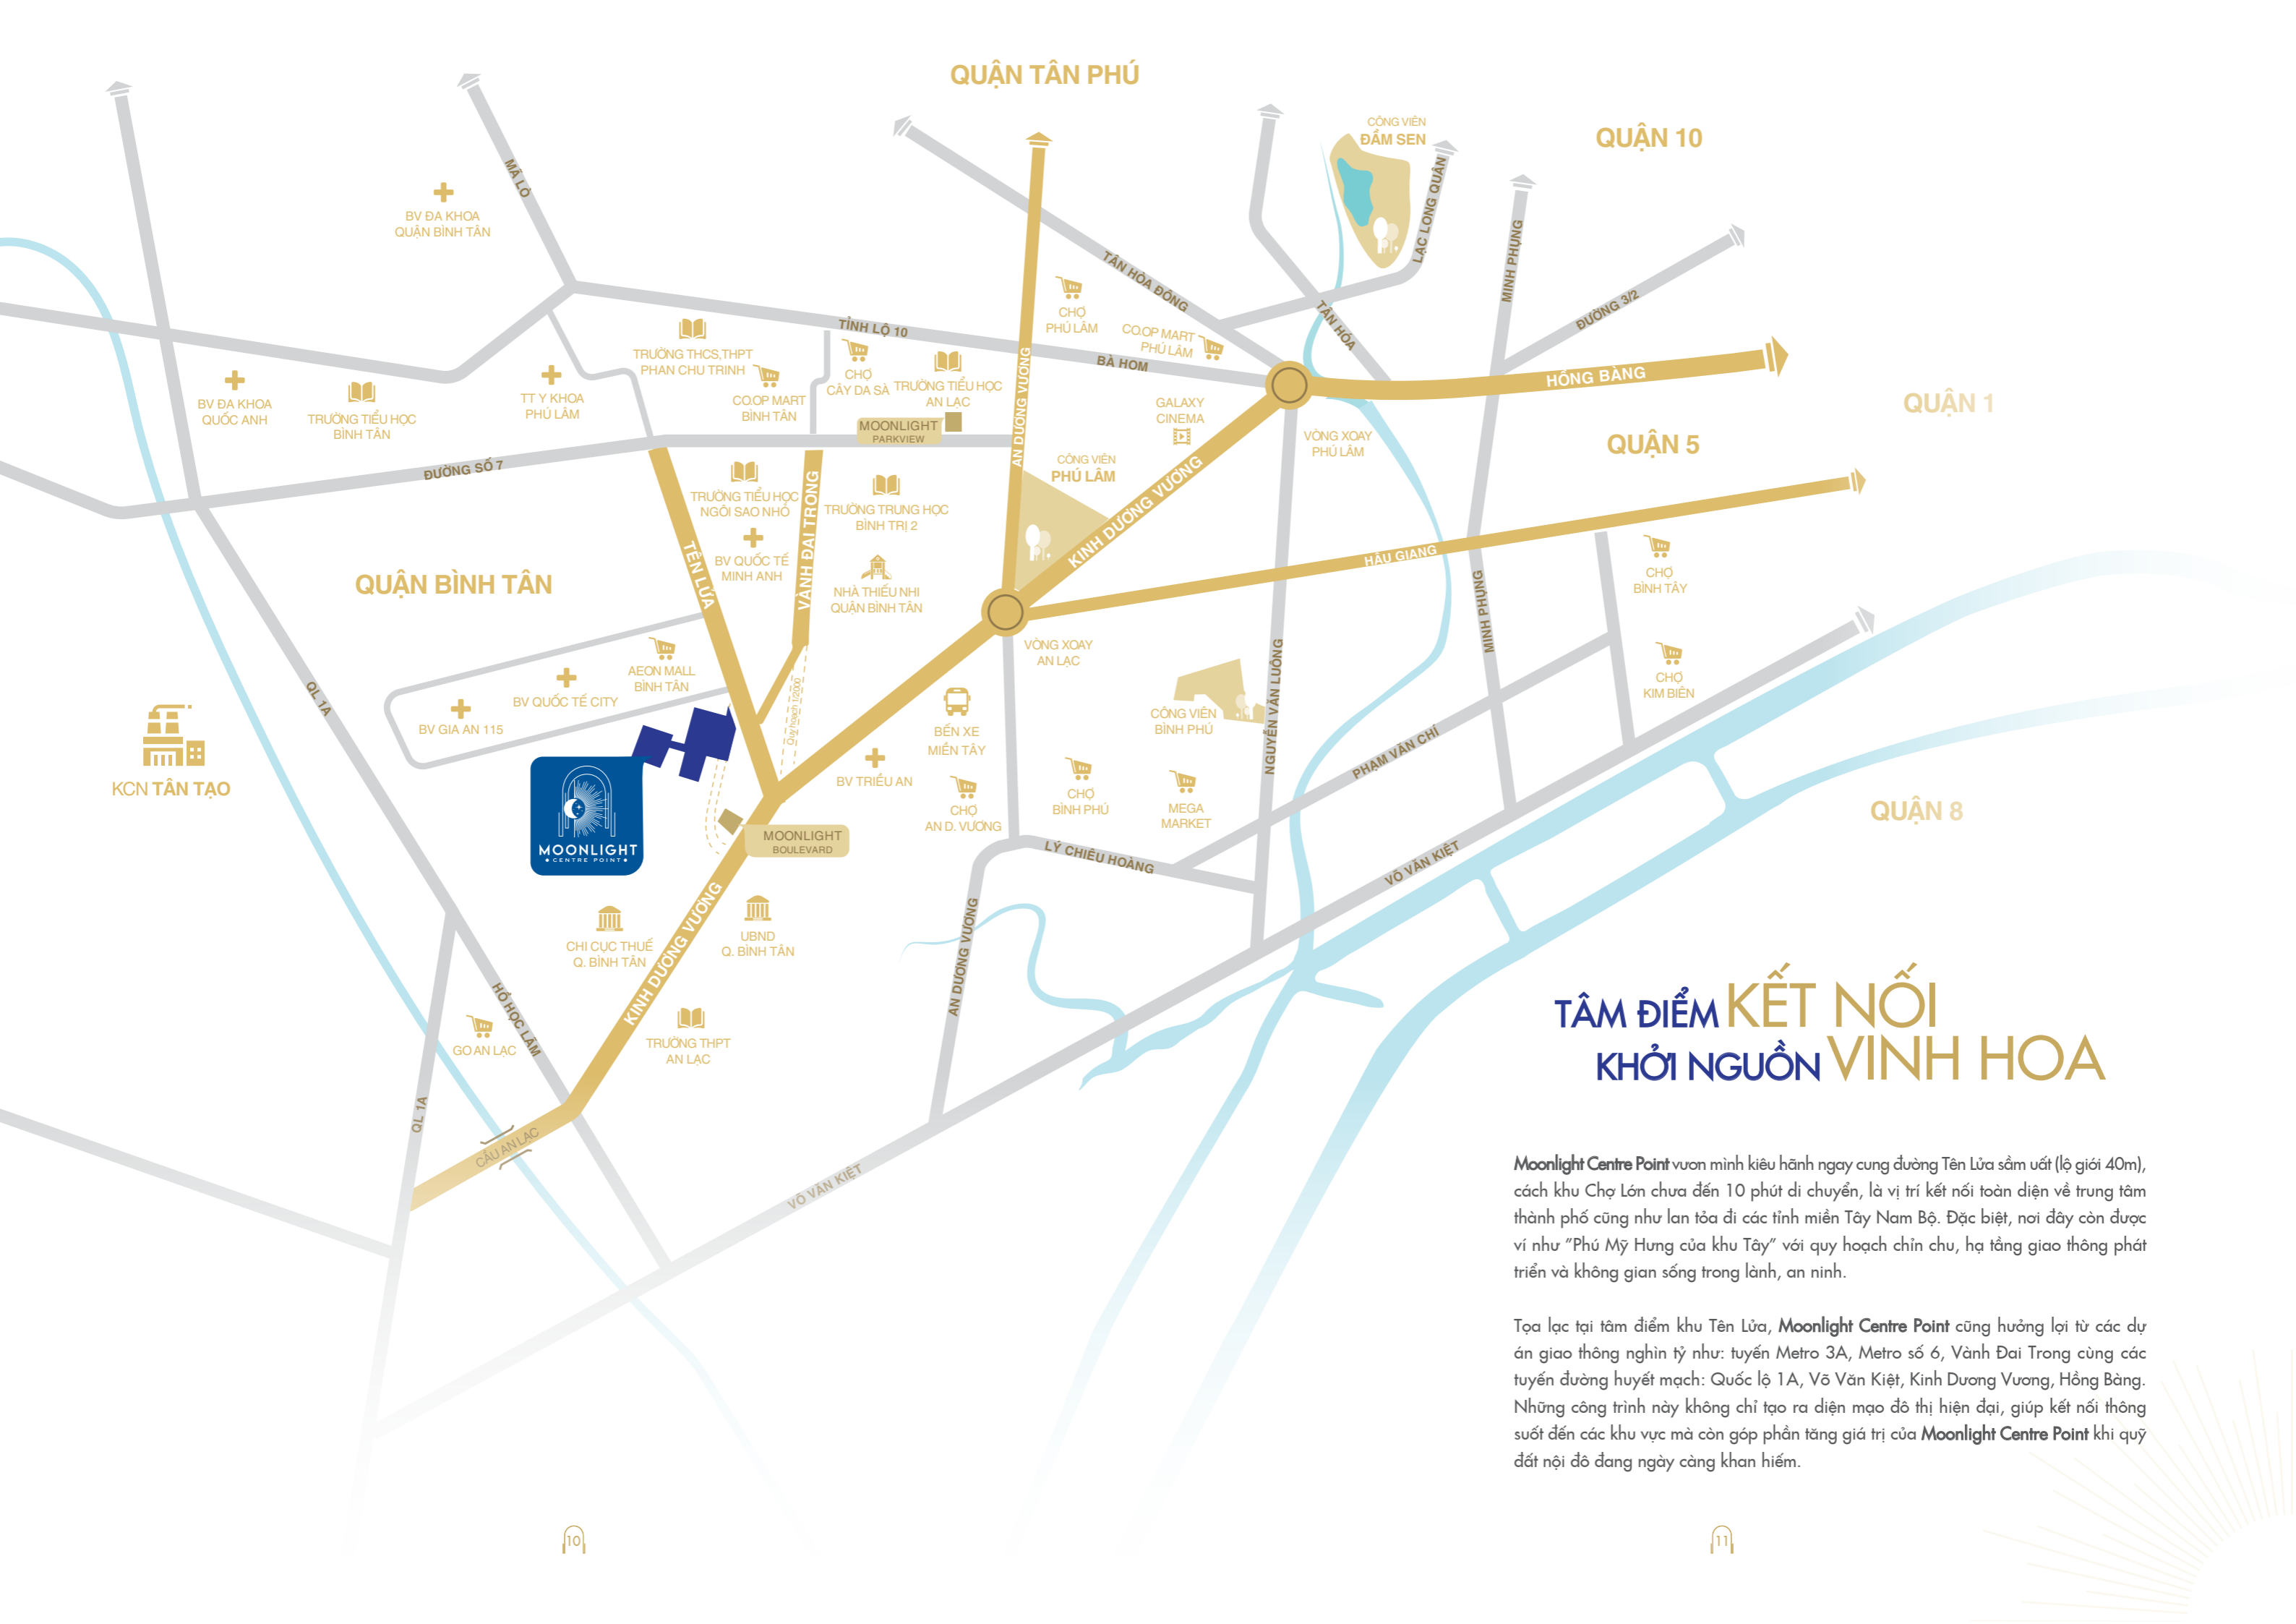 QUẬN TÂN PHÚ
CÔNG VIÊN
ĐẦM SEN
QUẬN 10
MÃ LÒ
LẠC LONG QUÂN
BV ĐA KHOA
QUẬN BÌNH TÂN
MINH PHỤNG
TÂN HÒA ĐÔNG
CHỢ
PHÚ LÂM
ĐƯỜNG 3/2
TỈNH LỘ 10
CO.OP MART
PHÚ LÂM
TÂN HÓA
TRƯỜNG THCS,THPT
PHAN CHU TRINH
CHỢ
CÂY DA SÀ
TRƯỜNG TIỂU HỌC
AN LẠC
AN DƯƠNG VƯƠNG
BÀ HOM
HỒNG BÀNG
BV ĐA KHOA
QUỐC ANH
TRƯỜNG TIỂU HỌC
BÌNH TÂN
TT Y KHOA
PHÚ LÂM
CO.OP MART
BÌNH TÂN
GALAXY
CINEMA
QUẬN 1
MOONLIGHT
PARKVIEW
VÒNG XOAY
PHÚ LÂM
QUẬN 5
ĐƯỜNG SỐ 7
CÔNG VIÊN
PHÚ LÂM
TRƯỜNG TIỂU HỌC
NGÔI SAO NHỎ
VÀNH ĐAI TRONG
TRƯỜNG TRUNG HỌC
BÌNH TRỊ 2
KINH DƯƠNG VƯƠNG
TÊN LỬA
BV QUỐC TẾ
MINH ANH
HẬU GIANG
CHỢ
BÌNH TÂY
QUẬN BÌNH TÂN
NHÀ THIẾU NHI
QUẬN BÌNH TÂN
MINH PHỤNG
VÒNG XOAY
AN LẠC
AEON MALL
BÌNH TÂN
CHỢ
KIM BIÊN
QL 1A
BV QUỐC TẾ CITY
Quy hoạch 1/2000
NGUYỄN VĂN LUÔNG
BV GIA AN 115
BẾN XE
MIỀN TÂY
CÔNG VIÊN
BÌNH PHÚ
PHẠM VĂN CHÍ
KCN TÂN TẠO
BV TRIỀU AN
CHỢ
AN D. VƯƠNG
CHỢ
BÌNH PHÚ
MEGA
MARKET
QUẬN 8
MOONLIGHT
CENTRE POINT
MOONLIGHT
BOULEVARD
LÝ CHIÊU HOÀNG
VÕ VĂN KIỆT
KINH DƯƠNG VƯƠNG
AN DƯƠNG VƯƠNG
CHI CỤC THUẾ
Q. BÌNH TÂN
UBND
Q. BÌNH TÂN
HỒ HỌC LÃM
GO AN LẠC
TRƯỜNG THPT
AN LẠC
QL 1A
CẦU AN LẠC
VÕ VĂN KIỆT
TÂM ĐIỂM KẾT NỐI
KHỞI NGUỒN VINH HOA
Moonlight Centre Point vươn mình kiêu hãnh ngay cung đường Tên Lửa sầm uất (lộ giới 40m),
cách khu Chợ Lớn chưa đến 10 phút di chuyển, là vị trí kết nối toàn diện về trung tâm
thành phố cũng như lan tỏa đi các tỉnh miền Tây Nam Bộ. Đặc biệt, nơi đây còn được
ví như "Phú Mỹ Hưng của khu Tây" với quy hoạch chỉn chu, hạ tầng giao thông phát
triển và không gian sống trong lành, an ninh.
Tọa lạc tại tâm điểm khu Tên Lửa, Moonlight Centre Point cũng hưởng lợi từ các dự
án giao thông nghìn tỷ như: tuyến Metro 3A, Metro số 6, Vành Đai Trong cùng các
tuyến đường huyết mạch: Quốc lộ 1A, Võ Văn Kiệt, Kinh Dương Vương, Hồng Bàng.
Những công trình này không chỉ tạo ra diện mạo đô thị hiện đại, giúp kết nối thông
suốt đến các khu vực mà còn góp phần tăng giá trị của Moonlight Centre Point khi quỹ
đất nội đô đang ngày càng khan hiếm.
10
11